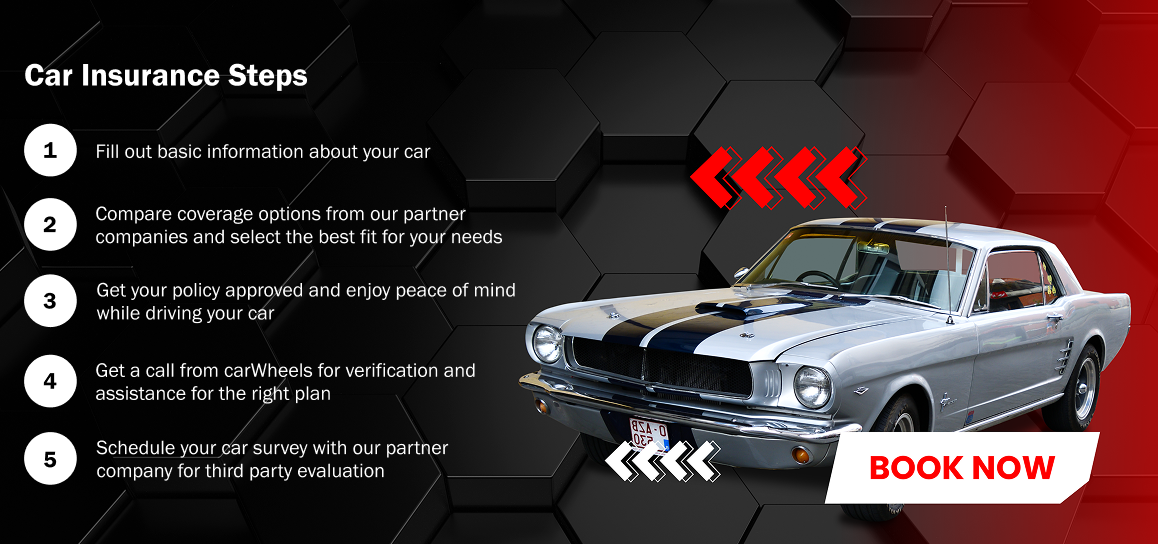 Car Insurance Steps
1
Fill out basic information about your car
2
Compare coverage options from our partner
companies and select the best fit for your needs
3
Get your policy approved and enjoy peace of mind
while driving your car
4
Get a call from carWheels for verification and
assistance for the right plan
5
Schedule your car survey with our partner
company for third party evaluation
BOOK NOW